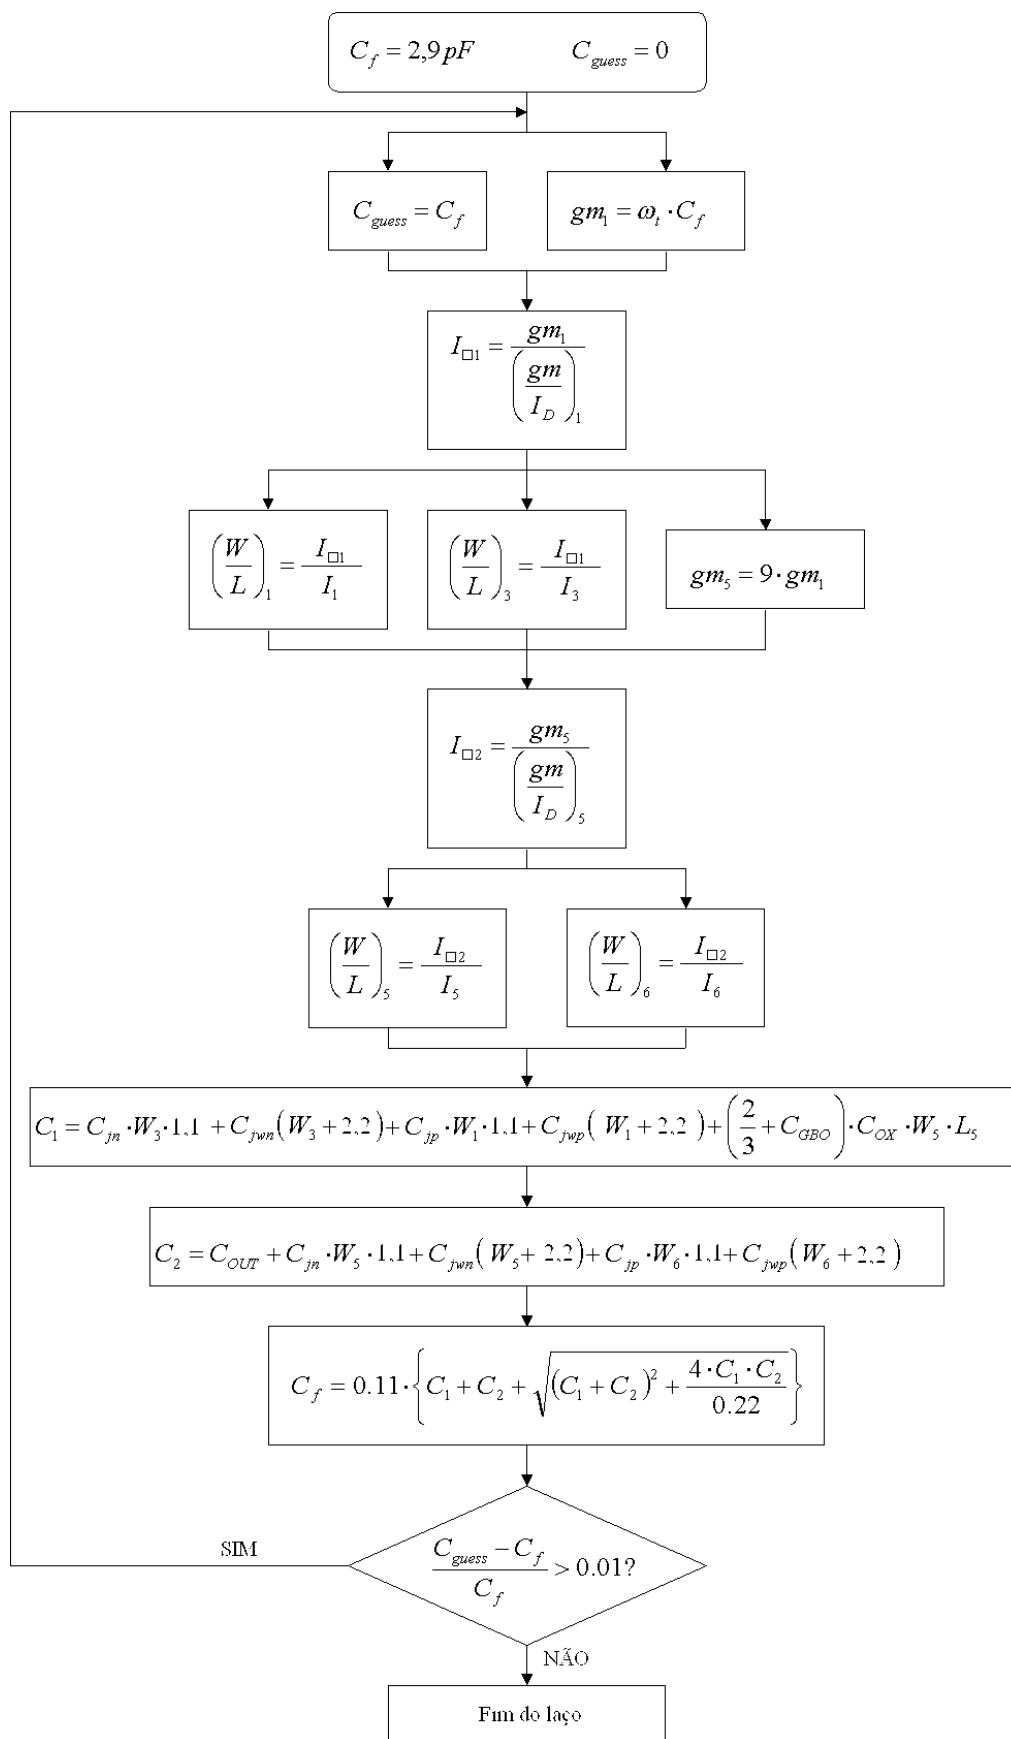 C_f = 2,9 pF    C_guess = 0
C_guess = C_f    gm_1 = ω_t · C_f
I_□1 = gm_1 / (gm / I_D)_1
(W / L)_1 = I_□1 / I_1    (W / L)_3 = I_□1 / I_3    gm_5 = 9 · gm_1
I_□2 = gm_5 / (gm / I_D)_5
(W / L)_5 = I_□2 / I_5    (W / L)_6 = I_□2 / I_6
C_1 = C_jn · W_3 · 1,1 + C_jwn(W_3 + 2,2) + C_jp · W_1 · 1,1 + C_jwp( W_1 + 2,2 ) + (2/3 + C_GBO) · C_OX · W_5 · L_5
C_2 = C_OUT + C_jn · W_5 · 1,1 + C_jwn( W_5 + 2,2) + C_jp · W_6 · 1,1 + C_jwp( W_6 + 2,2 )
C_f = 0.11 · {C_1 + C_2 + √((C_1 + C_2)^2 + 4 · C_1 · C_2 / 0.22)}
SIM
(C_guess − C_f) / C_f > 0.01?
NÃO
Fim do laço